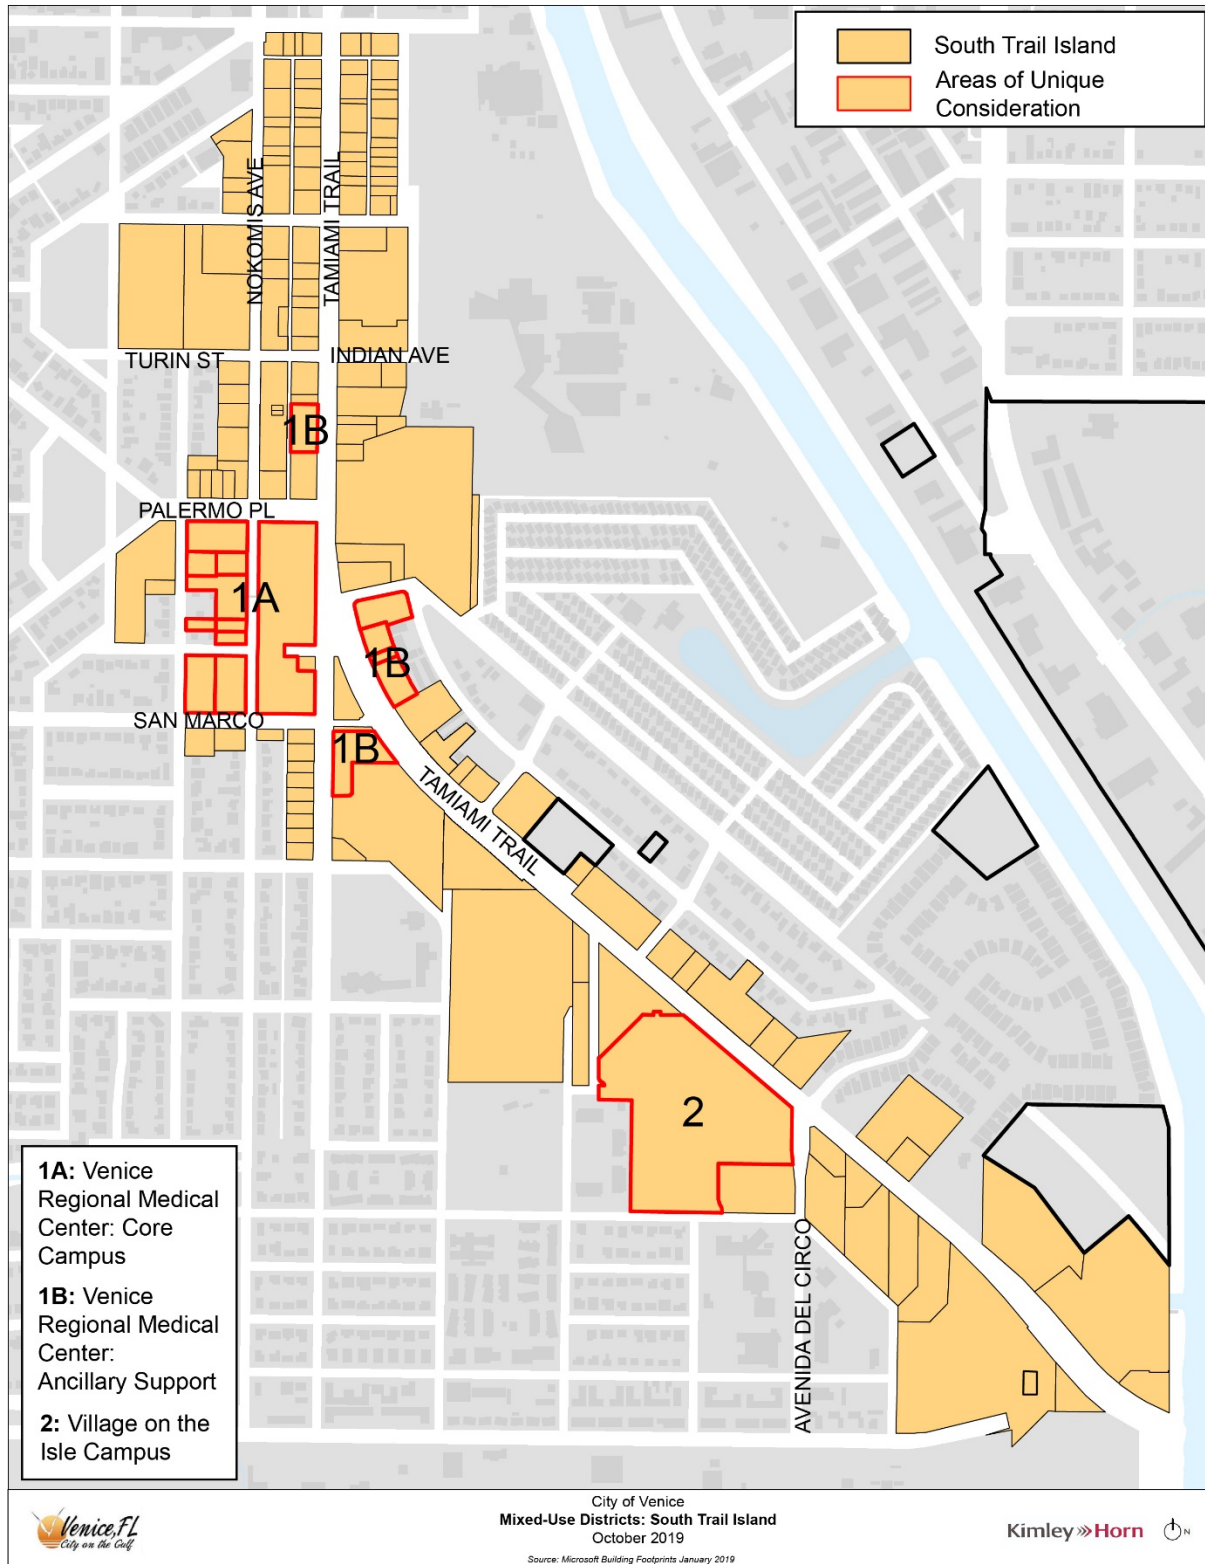 South Trail Island
Areas of Unique
Consideration
NOKOMIS AVE
TAMIAMI TRAIL
TURIN ST
INDIAN AVE
1B
PALERMO PL
1A
1B
SAN MARCO
1B
TAMIAMI TRAIL
2
AVENIDA DEL CIRCO
1A: Venice
Regional Medical
Center: Core
Campus
1B: Venice
Regional Medical
Center:
Ancillary Support
2: Village on the
Isle Campus
Venice, FL
City on the Gulf
City of Venice
Mixed-Use Districts: South Trail Island
October 2019
Source: Microsoft Building Footprints January 2019
Kimley»Horn
N